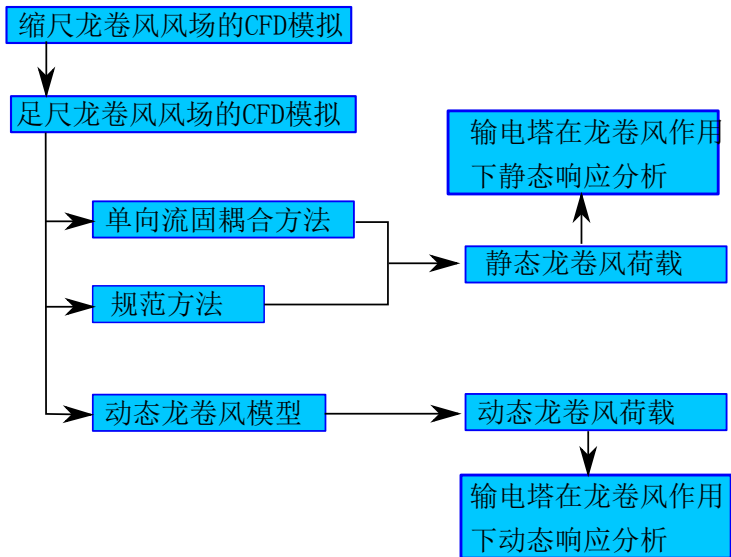 缩尺龙卷风风场的CFD模拟
足尺龙卷风风场的CFD模拟
输电塔在龙卷风作用
下静态响应分析
单向流固耦合方法
静态龙卷风荷载
规范方法
动态龙卷风模型
动态龙卷风荷载
输电塔在龙卷风作用
下动态响应分析